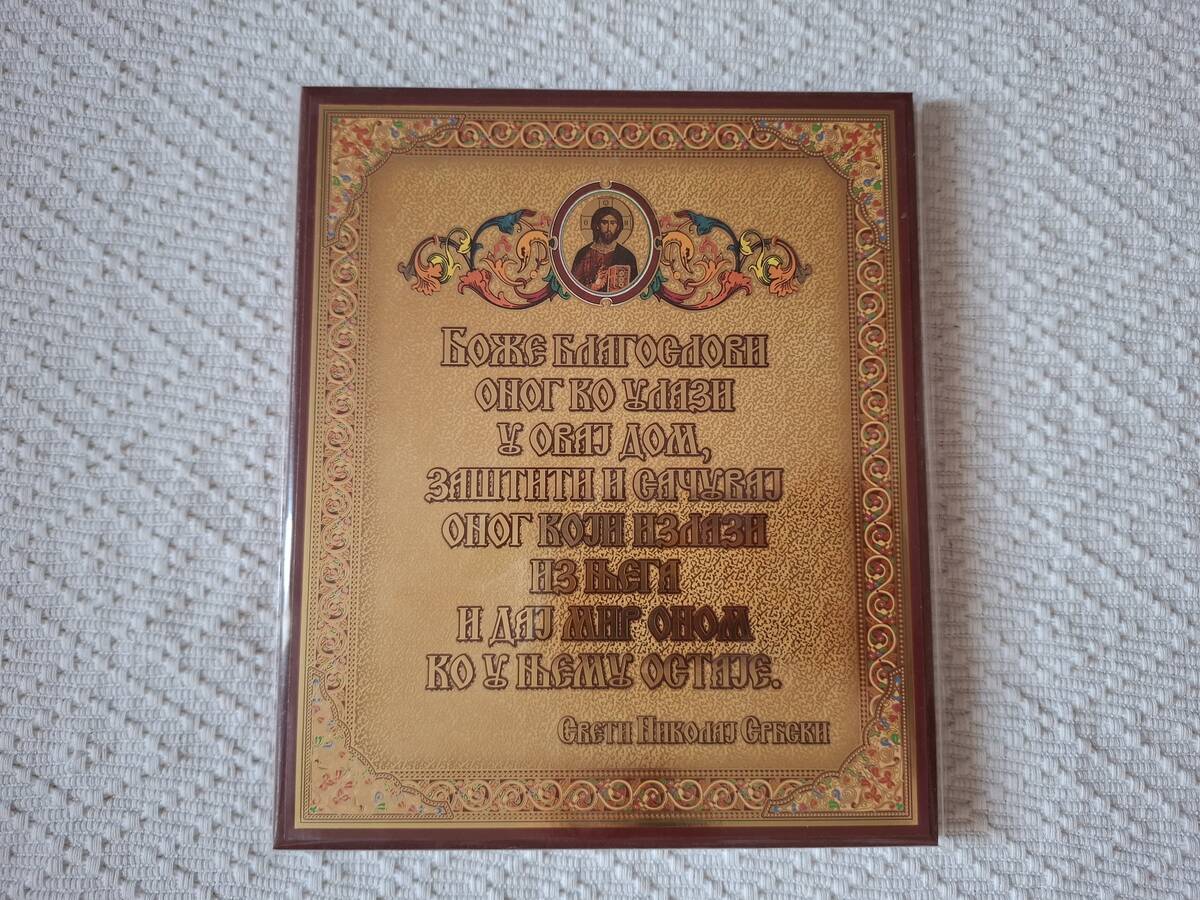 Боже благослови
оног ко улази
у овај дом,
заштити и сачувај
оног који излази
из њега
и дај мир оном
ко у њему остаје.
Свети Николај Србски